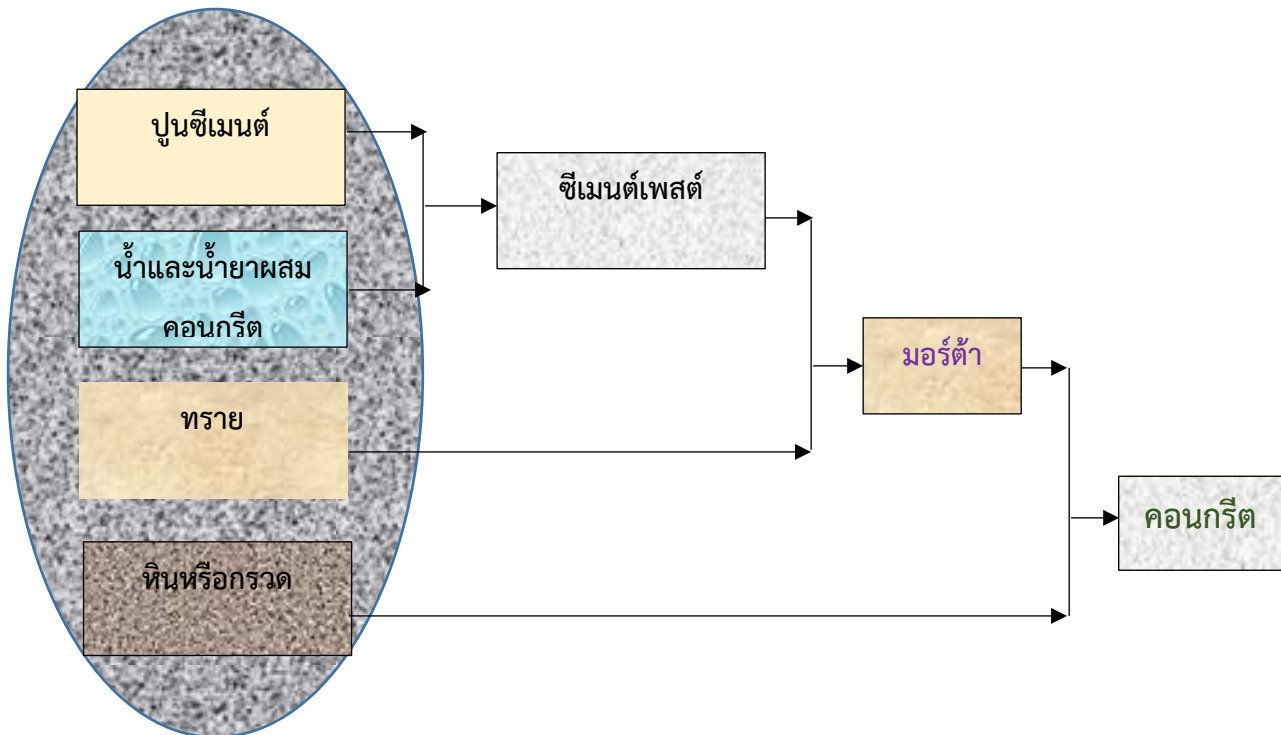 ปูนซีเมนต์
ซีเมนต์เพสต์
น้ำและน้ำยาผสม
คอนกรีต
มอร์ต้า
ทราย
คอนกรีต
หินหรือกรวด